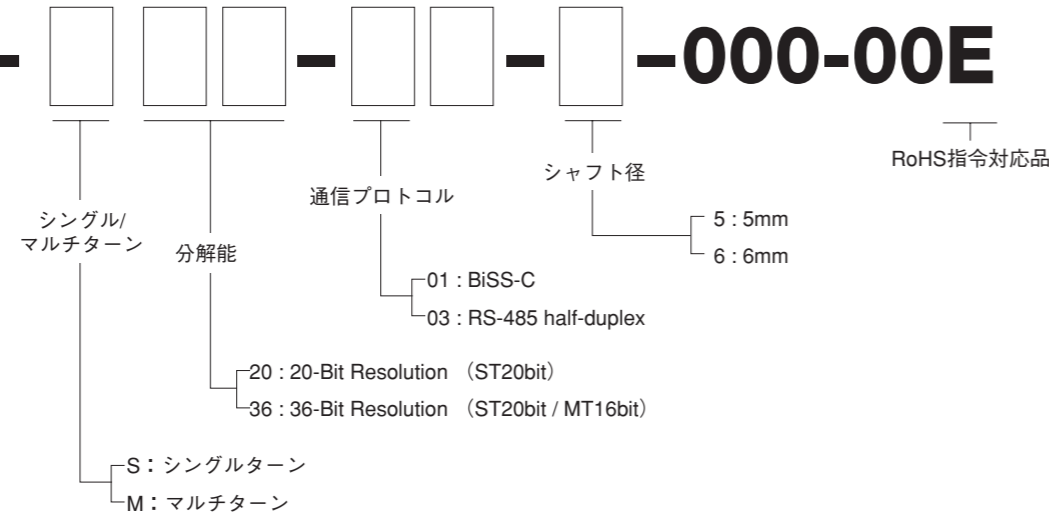 -000-00E
RoHS指令対応品
シャフト径
5 : 5mm
6 : 6mm
通信プロトコル
01 : BiSS-C
03 : RS-485 half-duplex
シングル/
マルチターン
分解能
20 : 20-Bit Resolution （ST20bit）
36 : 36-Bit Resolution （ST20bit / MT16bit）
S：シングルターン
M：マルチターン